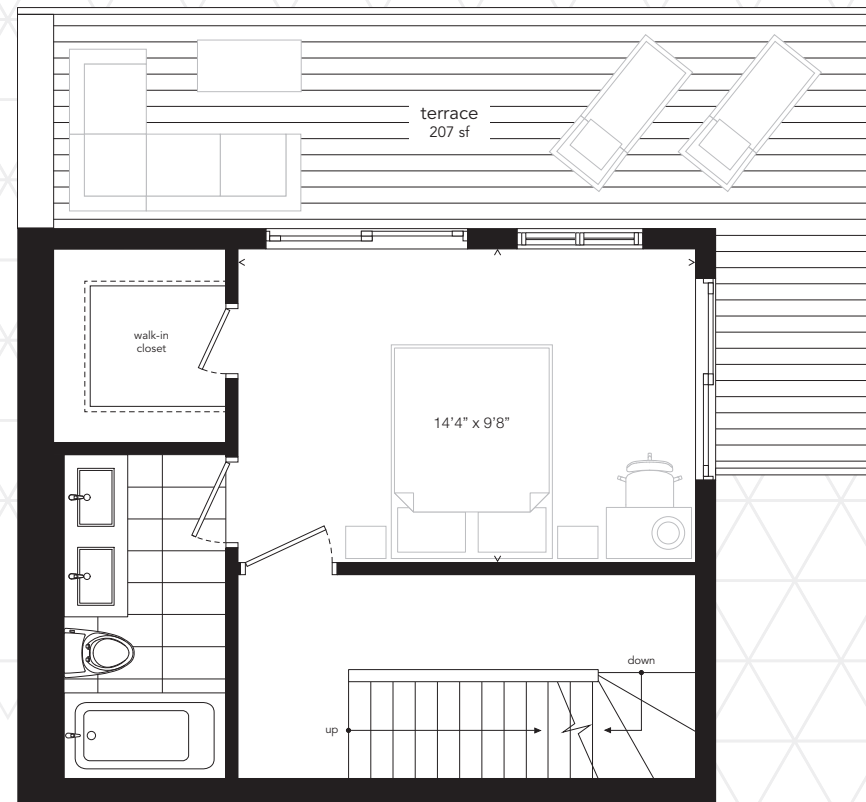 terrace
207 sf
walk-in
closet
14’4” x 9’8”
down
up